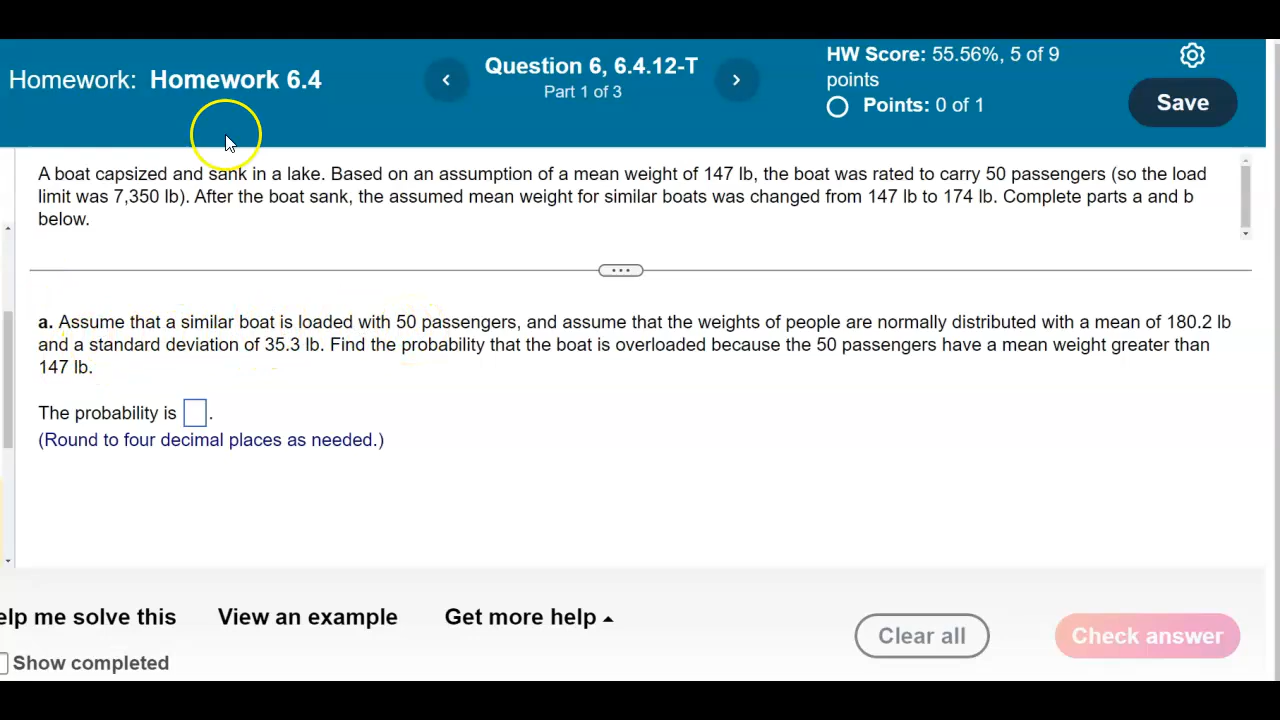 Homework: Homework 6.4
Question 6, 6.4.12-T
Part 1 of 3
HW Score: 55.56%, 5 of 9
points
Points: 0 of 1
Save
A boat capsized and sank in a lake. Based on an assumption of a mean weight of 147 lb, the boat was rated to carry 50 passengers (so the load
limit was 7,350 lb). After the boat sank, the assumed mean weight for similar boats was changed from 147 lb to 174 lb. Complete parts a and b
below.
a. Assume that a similar boat is loaded with 50 passengers, and assume that the weights of people are normally distributed with a mean of 180.2 lb
and a standard deviation of 35.3 lb. Find the probability that the boat is overloaded because the 50 passengers have a mean weight greater than
147 lb.
The probability is .
(Round to four decimal places as needed.)
elp me solve this
View an example
Get more help
Clear all
Check answer
Show completed